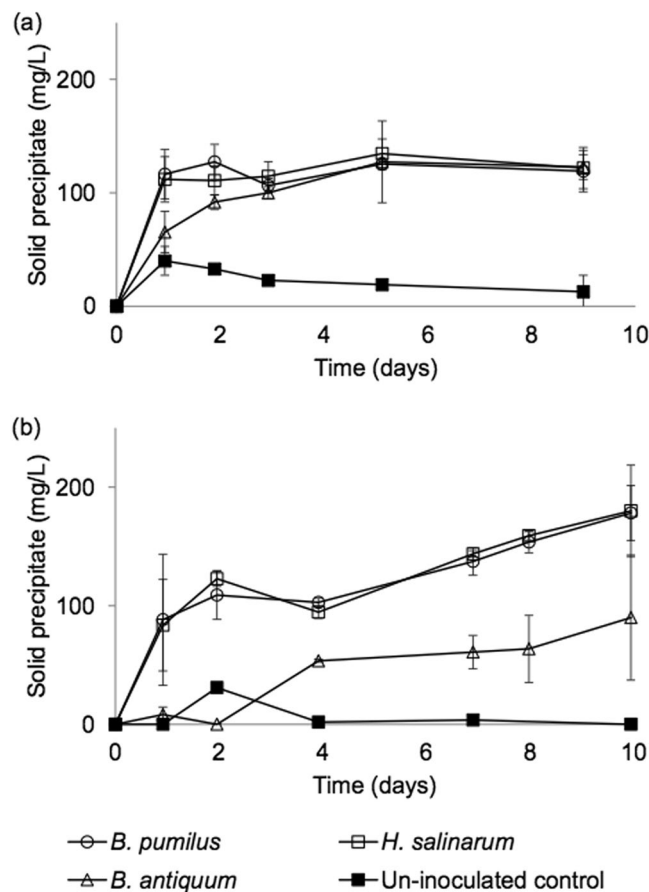 (a)
Solid precipitate (mg/L)
200
100
0
0 2 4 6 8 10
Time (days)
(b)
Solid precipitate (mg/L)
200
100
0
0 2 4 6 8 10
Time (days)
B. pumilus H. salinarum
B. antiquum Un-inoculated control